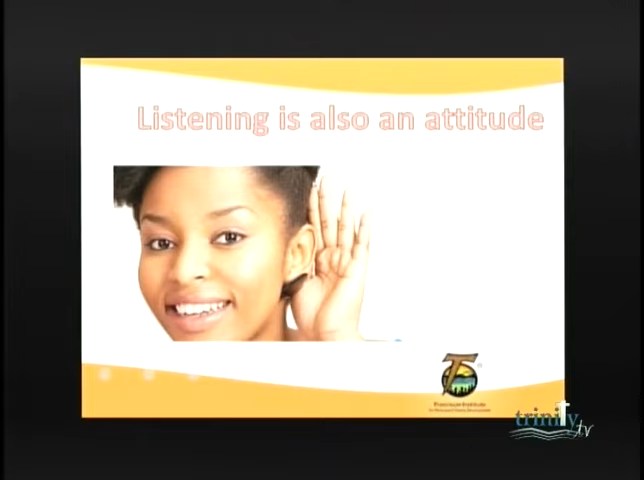 Listening is also an attitude
trinity
tv